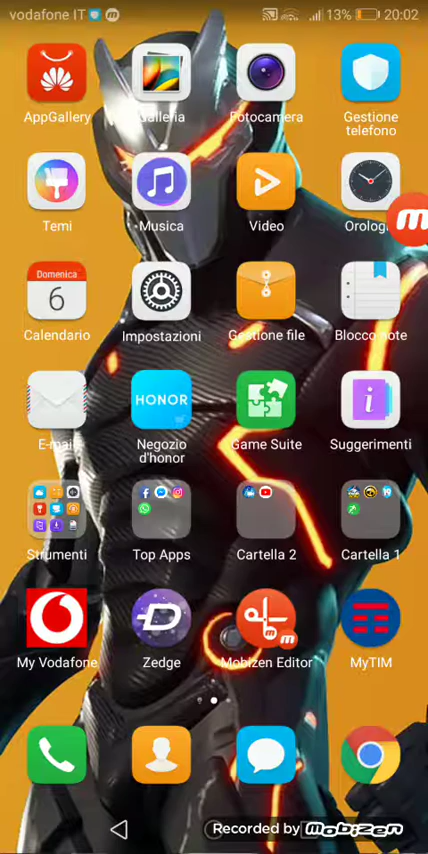 vodafone IT 13% 20:02
AppGallery Galleria Fotocamera Gestione telefono
Temi Musica Video Orologi
Domenica
6
Calendario Impostazioni Gestione file Blocco note
HONOR
E-mail Negozio d'honor Game Suite Suggerimenti
Strumenti Top Apps Cartella 2 Cartella 1
My Vodafone Zedge Mobizen Editor MyTIM
Recorded by mobizen